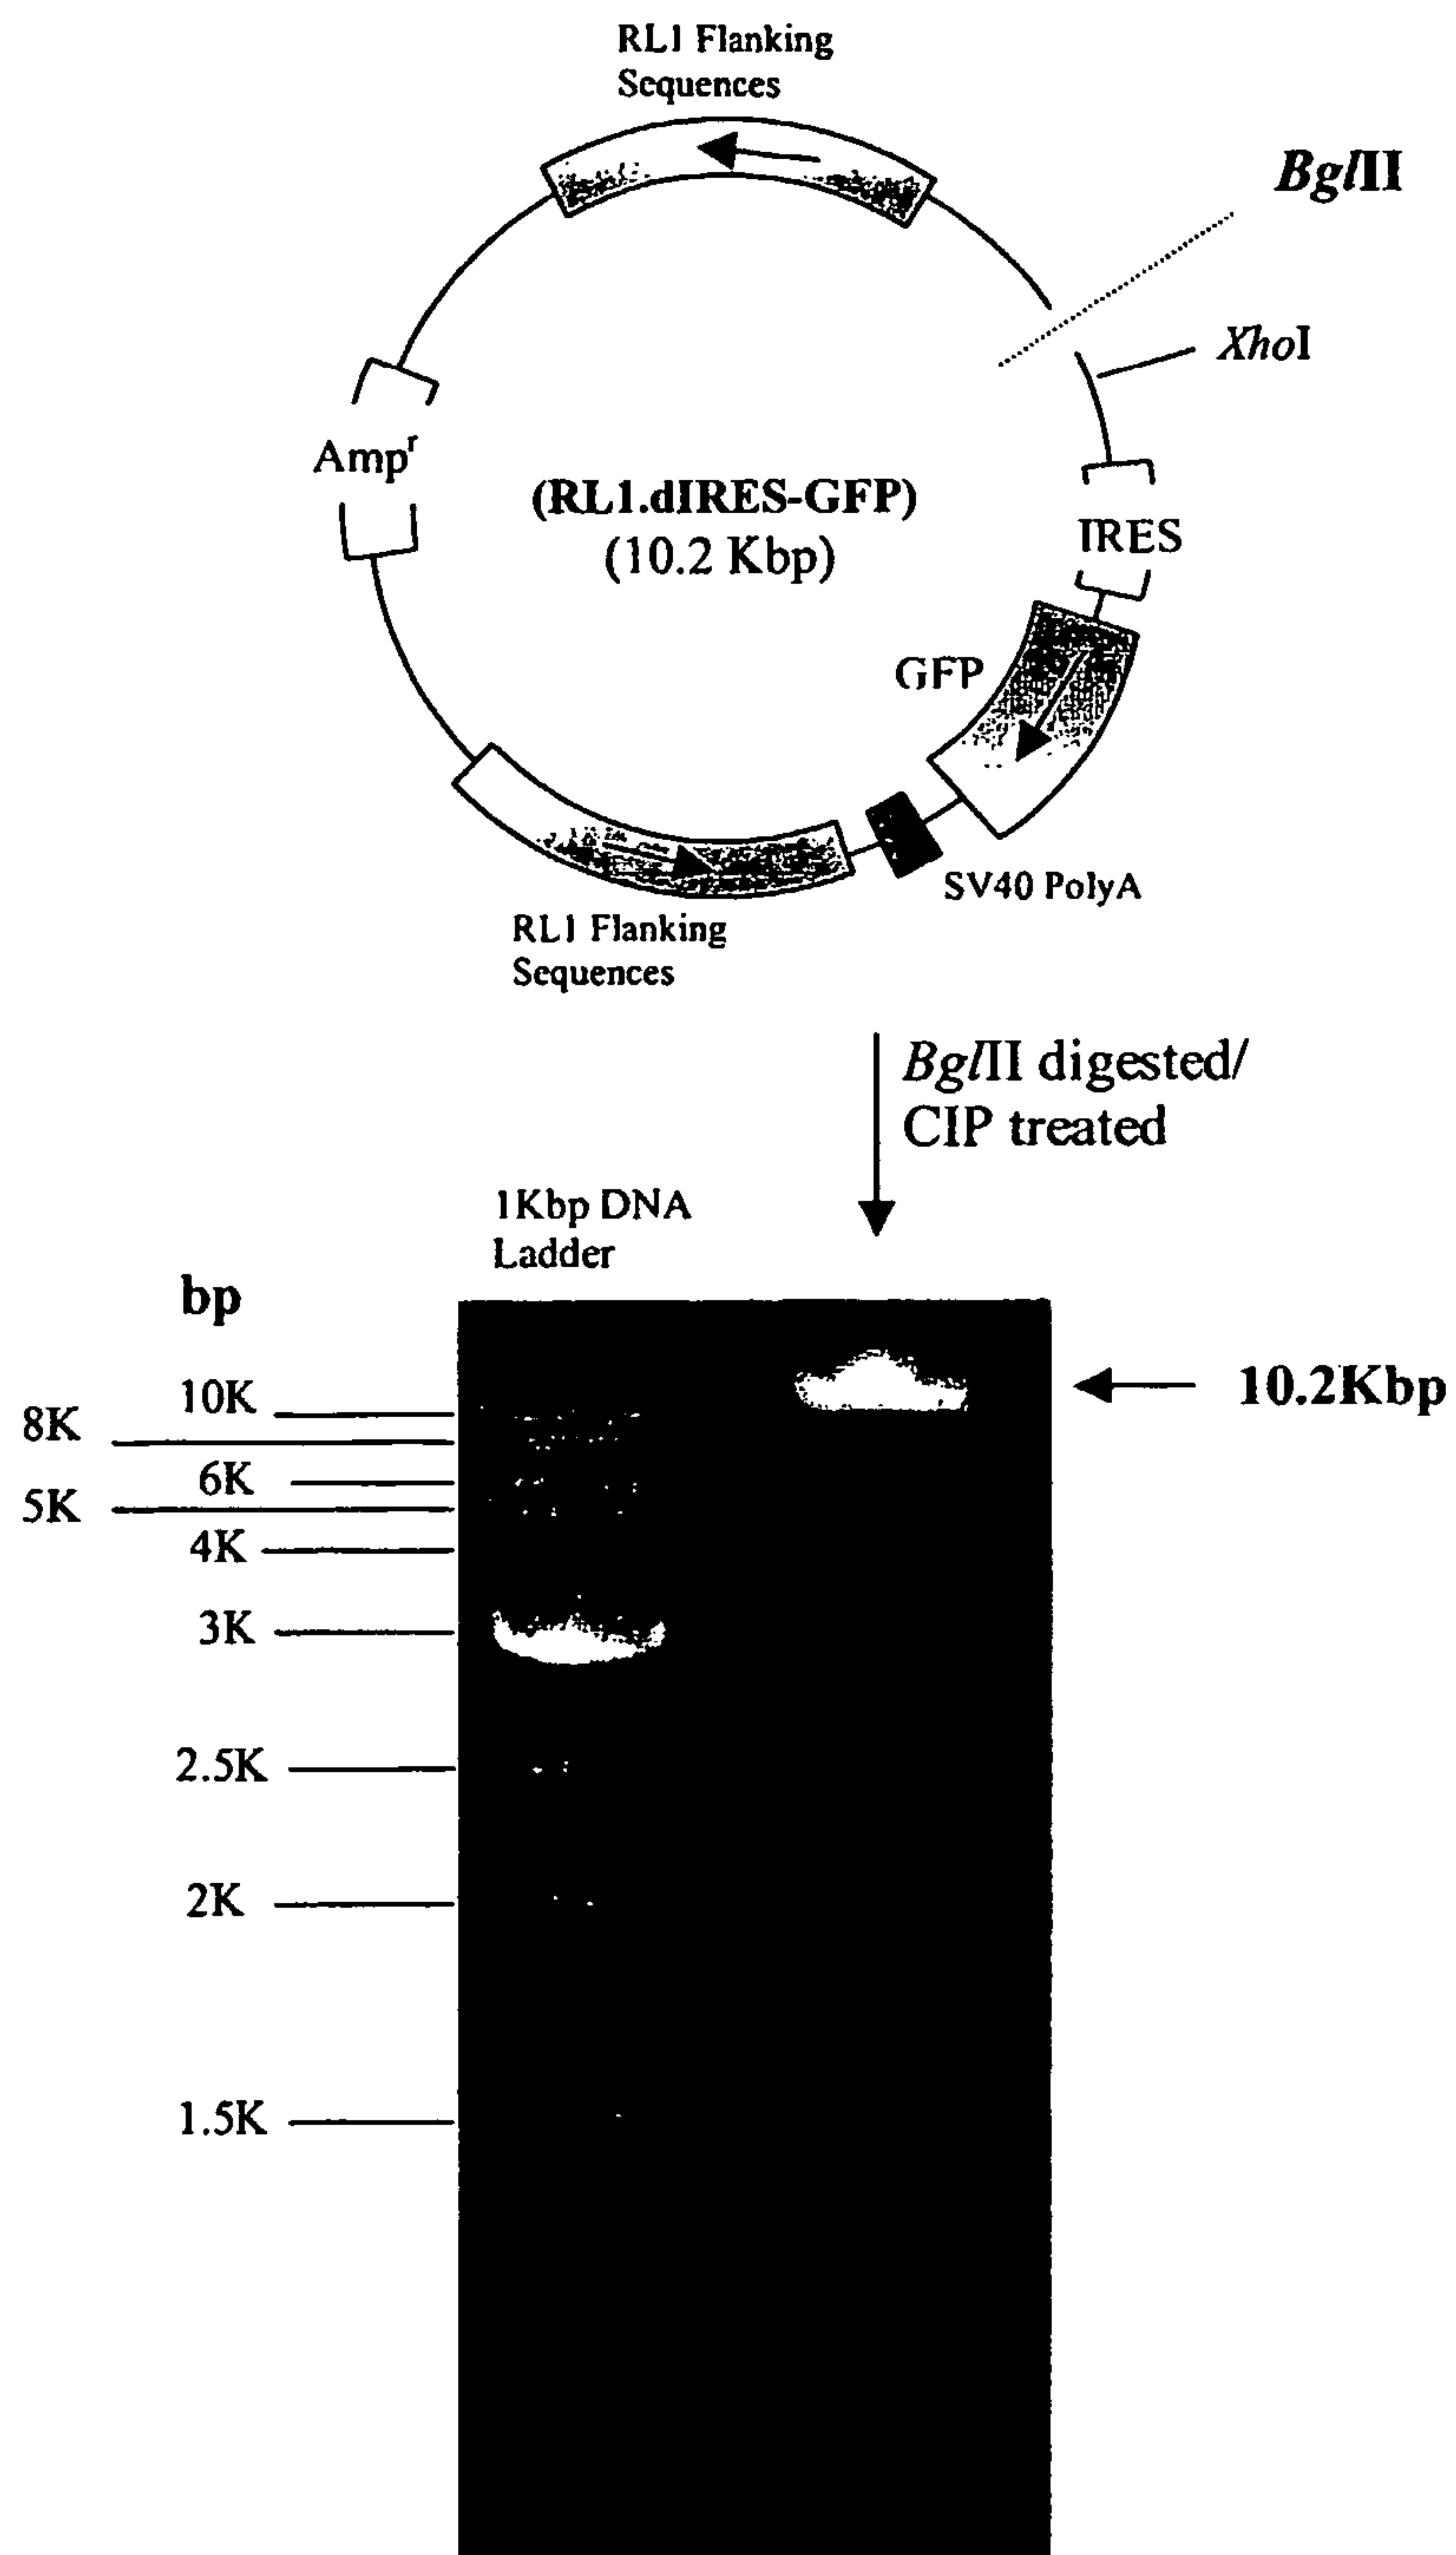 RL1 Flanking
Sequences
BglII
XhoI
Ampʳ
(RL1.dIRES-GFP)
(10.2 Kbp)
IRES
GFP
SV40 PolyA
RL1 Flanking
Sequences
BglII digested/
CIP treated
1Kbp DNA
Ladder
bp
10K
10.2Kbp
8K
6K
5K
4K
3K
2.5K
2K
1.5K